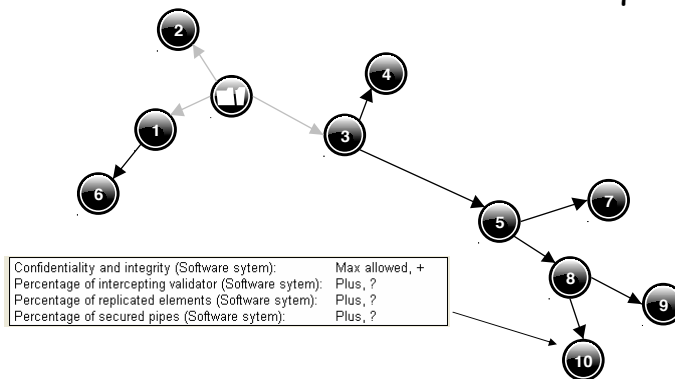 2
4
1
3
6
7
5
8
9
10
Confidentiality and integrity (Software sytem): Max allowed, +
Percentage of intercepting validator (Software sytem): Plus, ?
Percentage of replicated elements (Software sytem): Plus, ?
Percentage of secured pipes (Software sytem): Plus, ?